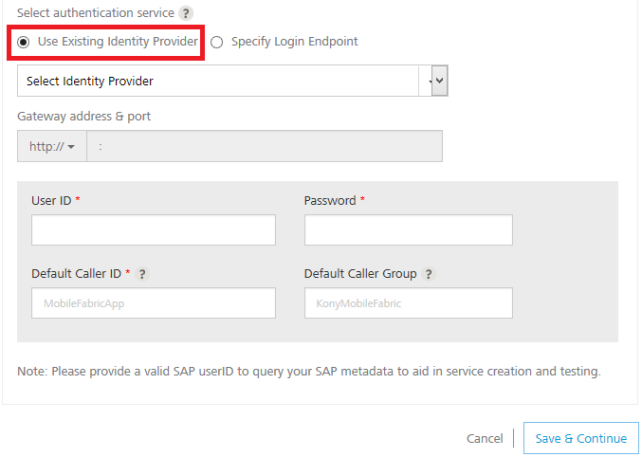 Select authentication service ?
Use Existing Identity Provider Specify Login Endpoint
Select Identity Provider
Gateway address & port
http:// :
User ID * Password *
Default Caller ID * ? Default Caller Group ?
MobileFabricApp KonyMobileFabric
Note: Please provide a valid SAP userID to query your SAP metadata to aid in service creation and testing.
Cancel Save & Continue